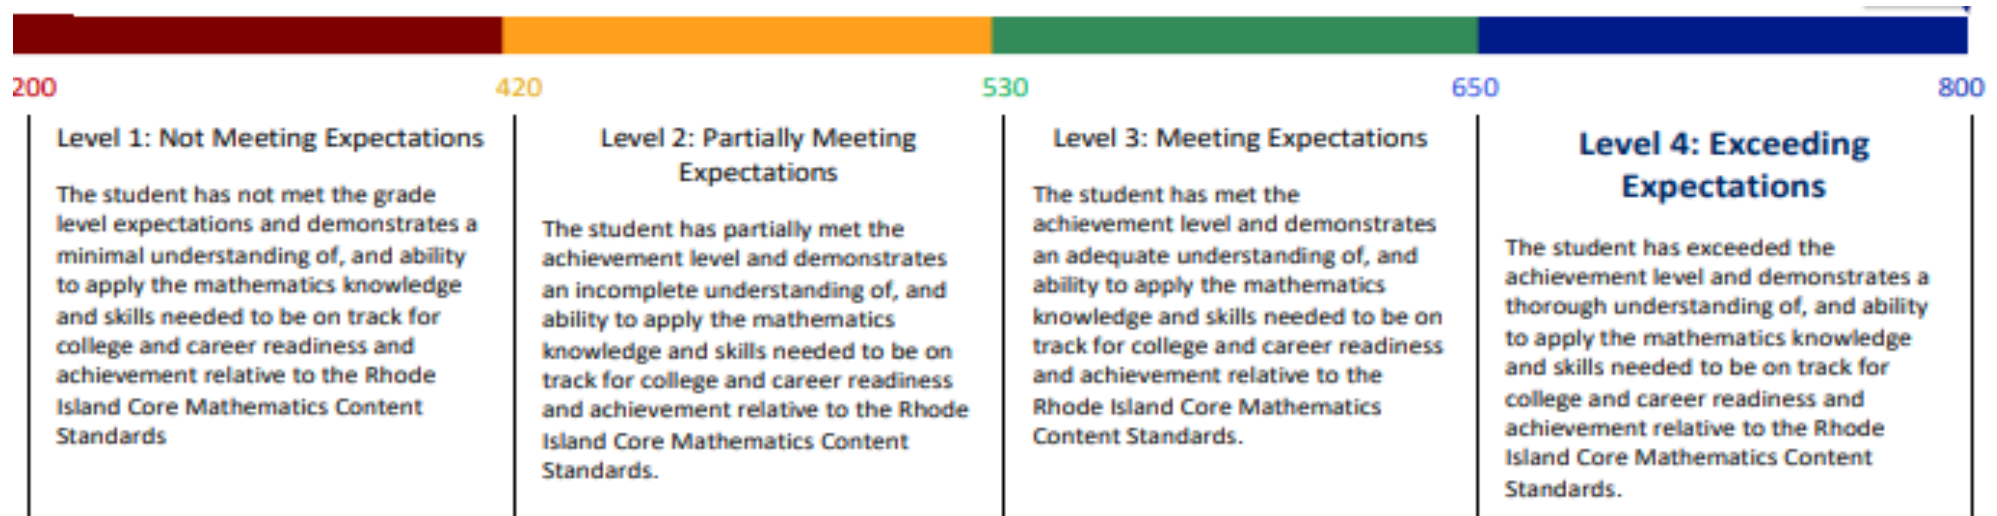 200
420
530
650
800
Level 1: Not Meeting Expectations
The student has not met the grade
level expectations and demonstrates a
minimal understanding of, and ability
to apply the mathematics knowledge
and skills needed to be on track for
college and career readiness and
achievement relative to the Rhode
Island Core Mathematics Content
Standards
Level 2: Partially Meeting
Expectations
The student has partially met the
achievement level and demonstrates
an incomplete understanding of, and
ability to apply the mathematics
knowledge and skills needed to be on
track for college and career readiness
and achievement relative to the Rhode
Island Core Mathematics Content
Standards.
Level 3: Meeting Expectations
The student has met the
achievement level and demonstrates
an adequate understanding of, and
ability to apply the mathematics
knowledge and skills needed to be on
track for college and career readiness
and achievement relative to the
Rhode Island Core Mathematics
Content Standards.
Level 4: Exceeding
Expectations
The student has exceeded the
achievement level and demonstrates a
thorough understanding of, and ability
to apply the mathematics knowledge
and skills needed to be on track for
college and career readiness and
achievement relative to the Rhode
Island Core Mathematics Content
Standards.